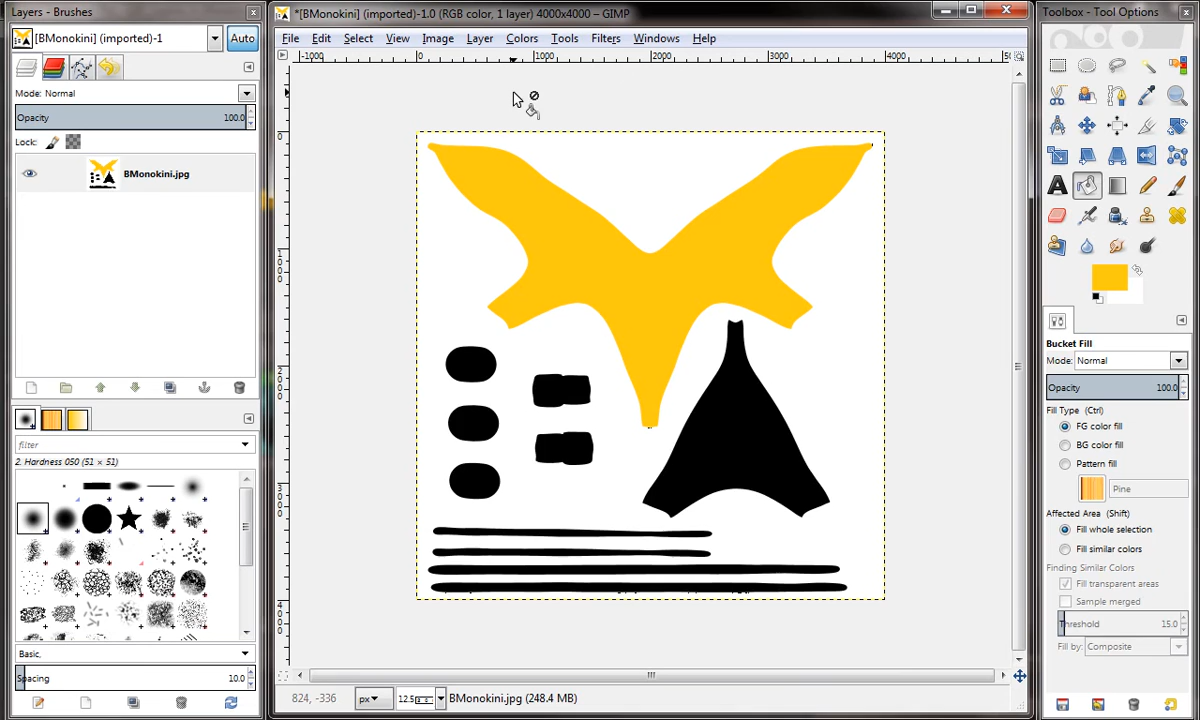 Layers - Brushes
[BMonokini] (imported)-1
Auto
Mode: Normal
Opacity 100.0
Lock:
BMonokini.jpg
filter
2. Hardness 050 (51 × 51)
Basic,
Spacing 10.0
*[BMonokini] (imported)-1.0 (RGB color, 1 layer) 4000x4000 – GIMP
File Edit Select View Image Layer Colors Tools Filters Windows Help
-1000 0 1000 2000 3000 4000
0
1000
2000
3000
4000
824, -336 px 12.5 BMonokini.jpg (248.4 MB)
Toolbox - Tool Options
Bucket Fill
Mode: Normal
Opacity 100.0
Fill Type (Ctrl)
FG color fill
BG color fill
Pattern fill
Pine
Affected Area (Shift)
Fill whole selection
Fill similar colors
Finding Similar Colors
Fill transparent areas
Sample merged
Threshold 15.0
Fill by: Composite